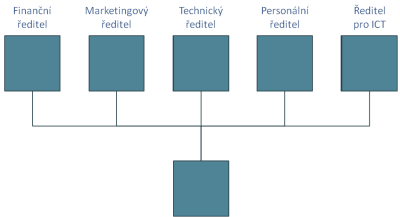 Finanční ředitel
Marketingový ředitel
Technický ředitel
Personální ředitel
Ředitel pro ICT